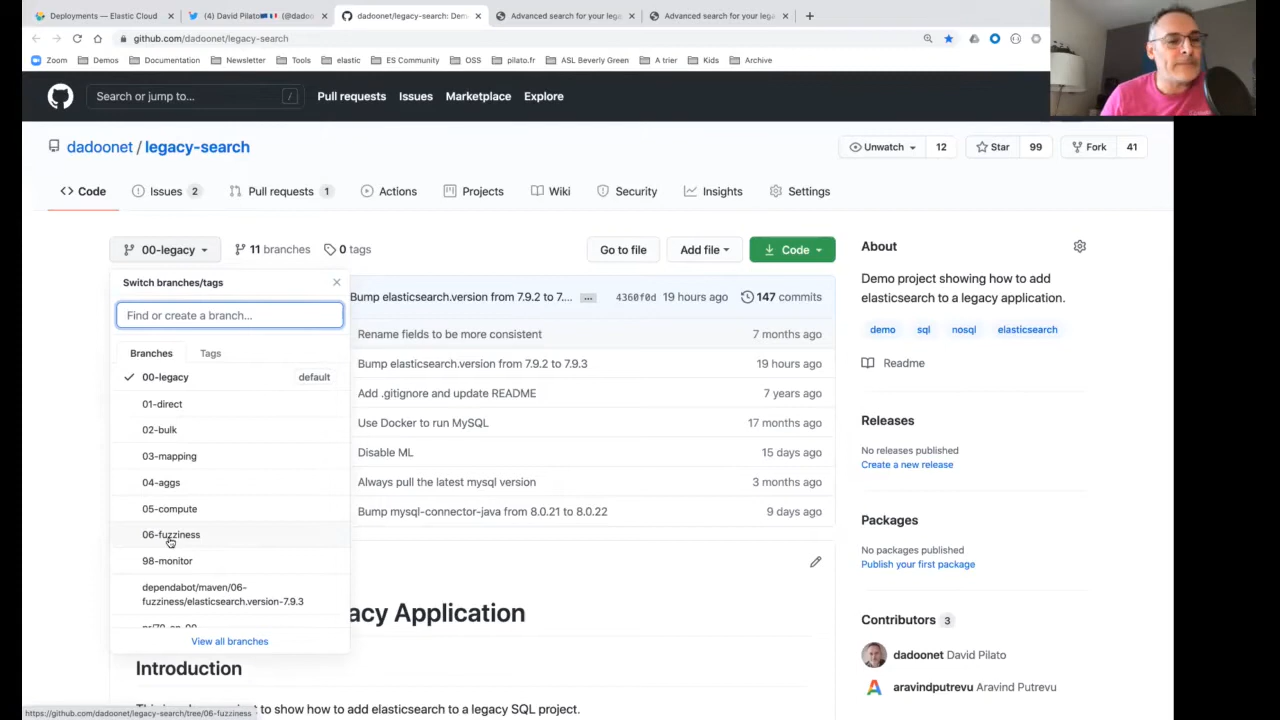 Deployments – Elastic Cloud
(4) David Pilato
(@dadoo
dadoonet/legacy-search: Dem
Advanced search for your lega
Advanced search for your lega
github.com/dadoonet/legacy-search
Zoom
Demos
Documentation
Newsletter
Tools
elastic
ES Community
OSS
pilato.fr
ASL Beverly Green
A trier
Kids
Archive
Search or jump to...
/
Pull requests
Issues
Marketplace
Explore
dadoonet / legacy-search
Unwatch
12
Star
99
Fork
41
Code
Issues 2
Pull requests 1
Actions
Projects
Wiki
Security
Insights
Settings
00-legacy
11 branches
0 tags
Go to file
Add file
Code
Switch branches/tags
Find or create a branch...
Branches
Tags
00-legacy
default
01-direct
02-bulk
03-mapping
04-aggs
05-compute
06-fuzziness
98-monitor
dependabot/maven/06-
fuzziness/elasticsearch.version-7.9.3
View all branches
Bump elasticsearch.version from 7.9.2 to 7....
...
4360f0d
19 hours ago
147 commits
Rename fields to be more consistent
7 months ago
Bump elasticsearch.version from 7.9.2 to 7.9.3
19 hours ago
Add .gitignore and update README
7 years ago
Use Docker to run MySQL
17 months ago
Disable ML
15 days ago
Always pull the latest mysql version
3 months ago
Bump mysql-connector-java from 8.0.21 to 8.0.22
9 days ago
acy Application
Introduction
to show how to add elasticsearch to a legacy SQL project.
About
Demo project showing how to add
elasticsearch to a legacy application.
demo
sql
nosql
elasticsearch
Readme
Releases
No releases published
Create a new release
Packages
No packages published
Publish your first package
Contributors 3
dadoonet David Pilato
aravindputrevu Aravind Putrevu
https://github.com/dadoonet/legacy-search/tree/06-fuzziness